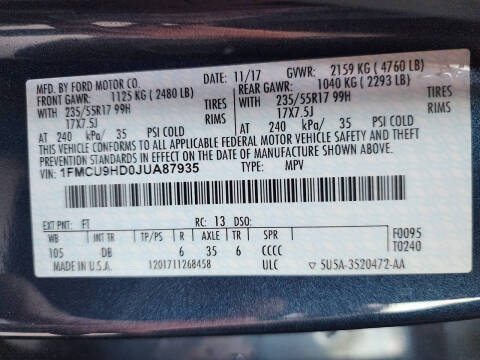 MFD. BY FORD MOTOR CO. DATE: 11/17 GVWR: 2159 KG ( 4760 LB)
FRONT GAWR: 1125 KG ( 2480 LB) REAR GAWR: 1040 KG ( 2293 LB)
WITH 235/55R17 99H TIRES WITH 235/55R17 99H TIRES
17X7.5J RIMS 17X7.5J RIMS
AT 240 kPa/ 35 PSI COLD AT 240 kPa/ 35 PSI COLD
THIS VEHICLE CONFORMS TO ALL APPLICABLE FEDERAL MOTOR VEHICLE SAFETY AND THEFT
PREVENTION STANDARDS IN EFFECT ON THE DATE OF MANUFACTURE SHOWN ABOVE.
VIN: 1FMCU9HD0JUA87935 TYPE: MPV
EXT PNT: FT RC: 13 DSO: F0095
WB INT TR TP/PS R AXLE TR SPR T0240
105 DB 6 35 6 CCCC
MADE IN U.S.A. 1201711268458 ULC ▽ 5U5A-3520472-AA